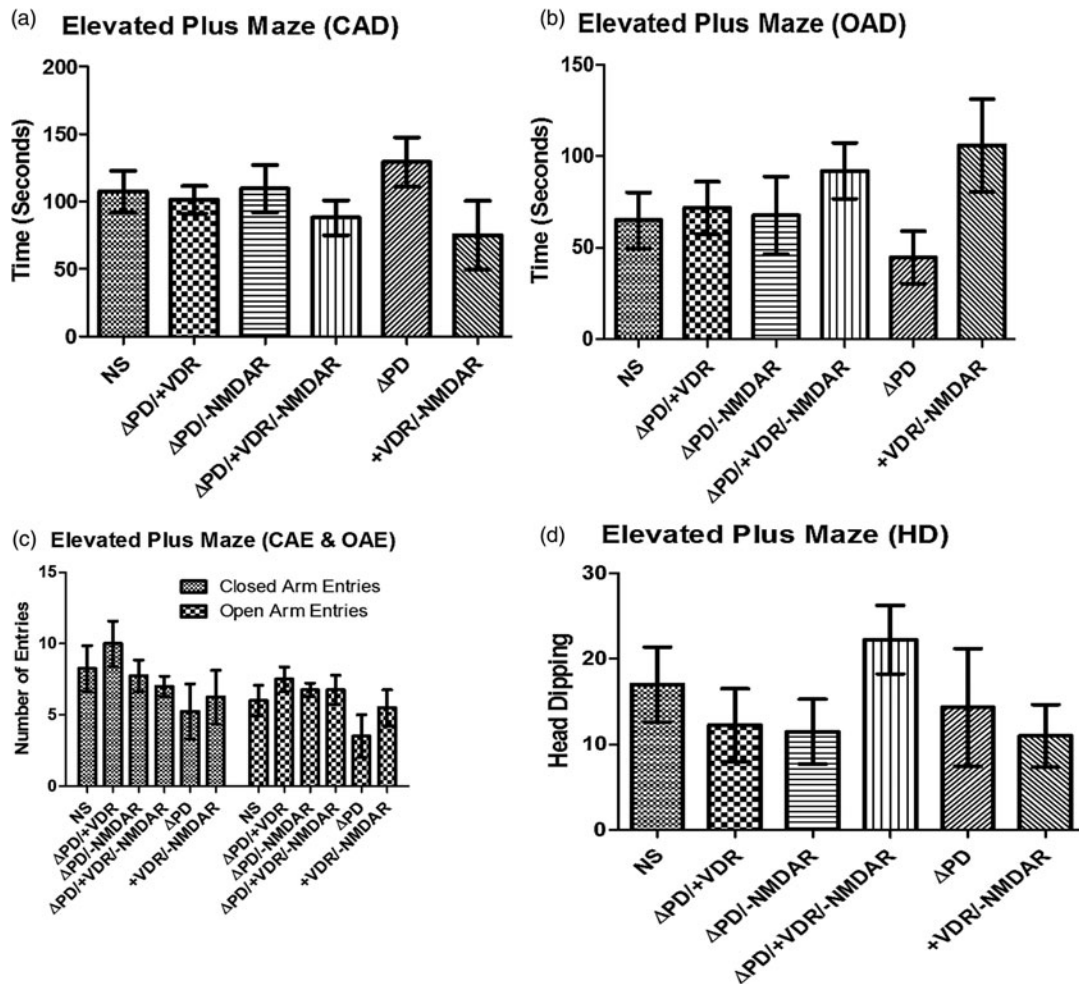 (a) Elevated Plus Maze (CAD)
200
150
100
50
0
Time (Seconds)
NS
ΔPD/+VDR
ΔPD/-NMDAR
ΔPD/+VDR/-NMDAR
ΔPD
+VDR/-NMDAR
(b) Elevated Plus Maze (OAD)
150
100
50
0
Time (Seconds)
NS
ΔPD/+VDR
ΔPD/-NMDAR
ΔPD/+VDR/-NMDAR
ΔPD
+VDR/-NMDAR
(c) Elevated Plus Maze (CAE & OAE)
15
10
5
0
Number of Entries
Closed Arm Entries
Open Arm Entries
NS
ΔPD/+VDR
ΔPD/-NMDAR
ΔPD/+VDR/-NMDAR
ΔPD
+VDR/-NMDAR
NS
ΔPD/+VDR
ΔPD/-NMDAR
ΔPD/+VDR/-NMDAR
ΔPD
+VDR/-NMDAR
(d) Elevated Plus Maze (HD)
30
20
10
0
Head Dipping
NS
ΔPD/+VDR
ΔPD/-NMDAR
ΔPD/+VDR/-NMDAR
ΔPD
+VDR/-NMDAR